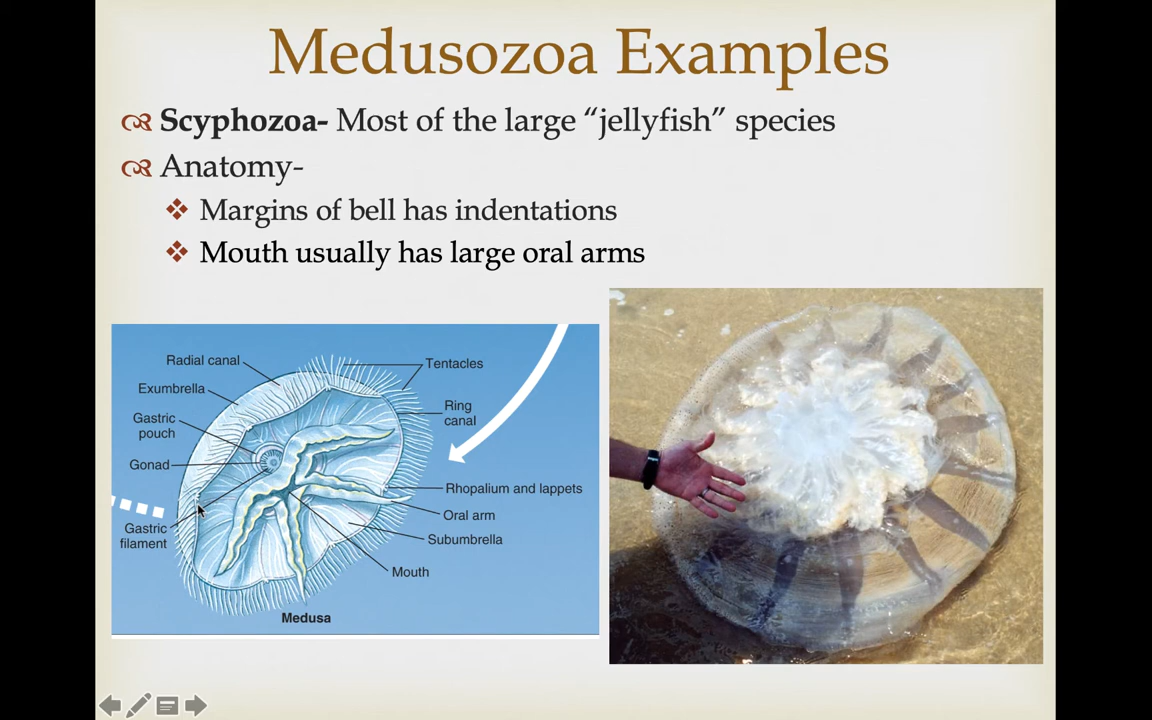 Medusozoa Examples
Scyphozoa- Most of the large “jellyfish” species
Anatomy-
Margins of bell has indentations
Mouth usually has large oral arms
Radial canal
Exumbrella
Gastric
pouch
Gonad
Gastric
filament
Tentacles
Ring
canal
Rhopalium and lappets
Oral arm
Subumbrella
Mouth
Medusa